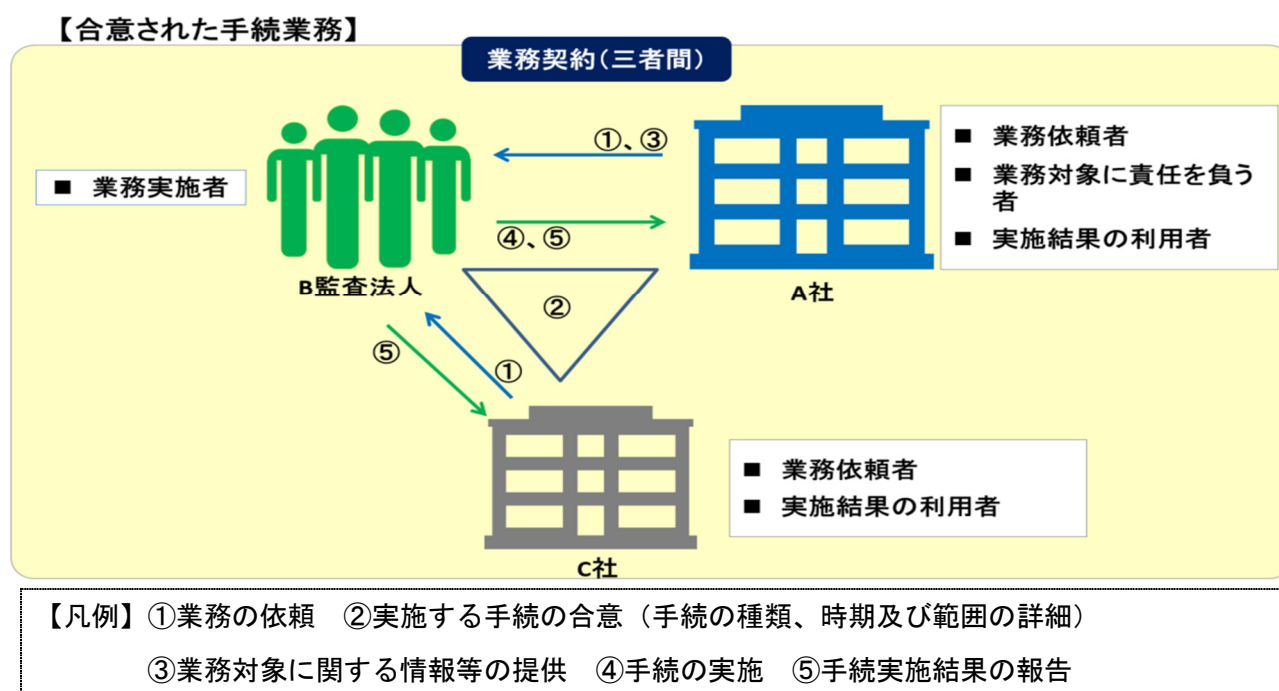 【合意された手続業務】
業務契約(三者間)
①、③
■ 業務依頼者
■ 業務対象に責任を負う
者
■ 実施結果の利用者
■ 業務実施者
④、⑤
B監査法人
A社
②
⑤
①
■ 業務依頼者
■ 実施結果の利用者
C社
【凡例】①業務の依頼 ②実施する手続の合意(手続の種類、時期及び範囲の詳細)
③業務対象に関する情報等の提供 ④手続の実施 ⑤手続実施結果の報告